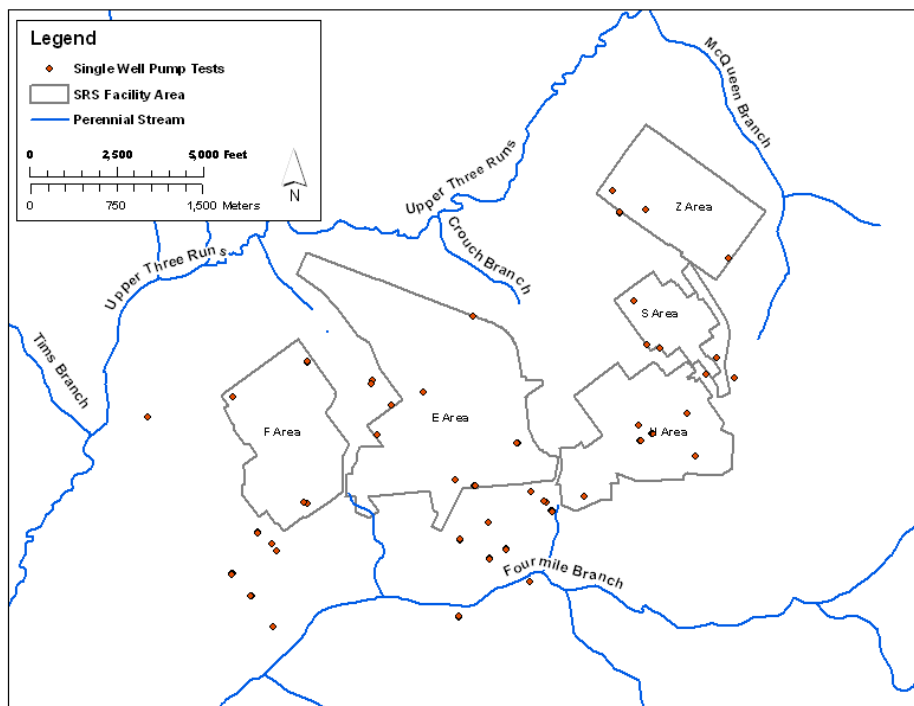 Legend
Single Well Pump Tests
SRS Facility Area
Perennial Stream
0 2,500 5,000 Feet
0 750 1,500 Meters
N
McQueen Branch
Upper Three Runs
Z Area
Crouch Branch
Upper Three Runs
S Area
Tims Branch
F Area
E Area
H Area
Fourmile Branch